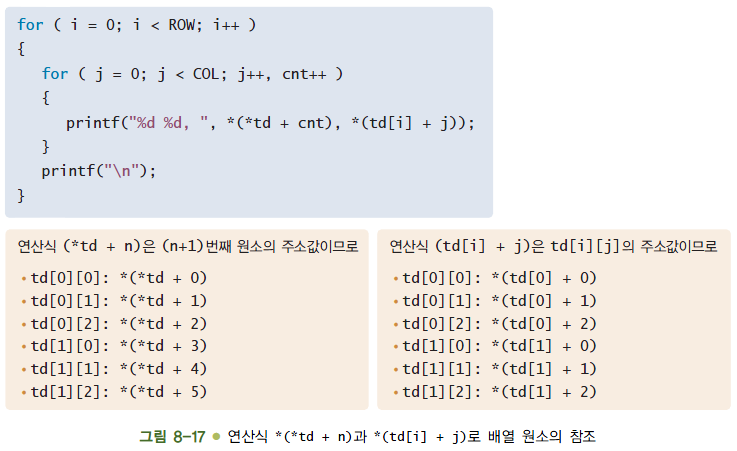 for ( i = 0; i < ROW; i++ )
{
for ( j = 0; j < COL; j++, cnt++ )
{
printf("%d %d, ", *(*td + cnt), *(td[i] + j));
}
printf("\n");
}
연산식 (*td + n)은 (n+1)번째 원소의 주소값이므로
• td[0][0]: *(*td + 0)
• td[0][1]: *(*td + 1)
• td[0][2]: *(*td + 2)
• td[1][0]: *(*td + 3)
• td[1][1]: *(*td + 4)
• td[1][2]: *(*td + 5)
연산식 (td[i] + j)은 td[i][j]의 주소값이므로
• td[0][0]: *(td[0] + 0)
• td[0][1]: *(td[0] + 1)
• td[0][2]: *(td[0] + 2)
• td[1][0]: *(td[1] + 0)
• td[1][1]: *(td[1] + 1)
• td[1][2]: *(td[1] + 2)
그림 8-17 ● 연산식 *(*td + n)과 *(td[i] + j)로 배열 원소의 참조